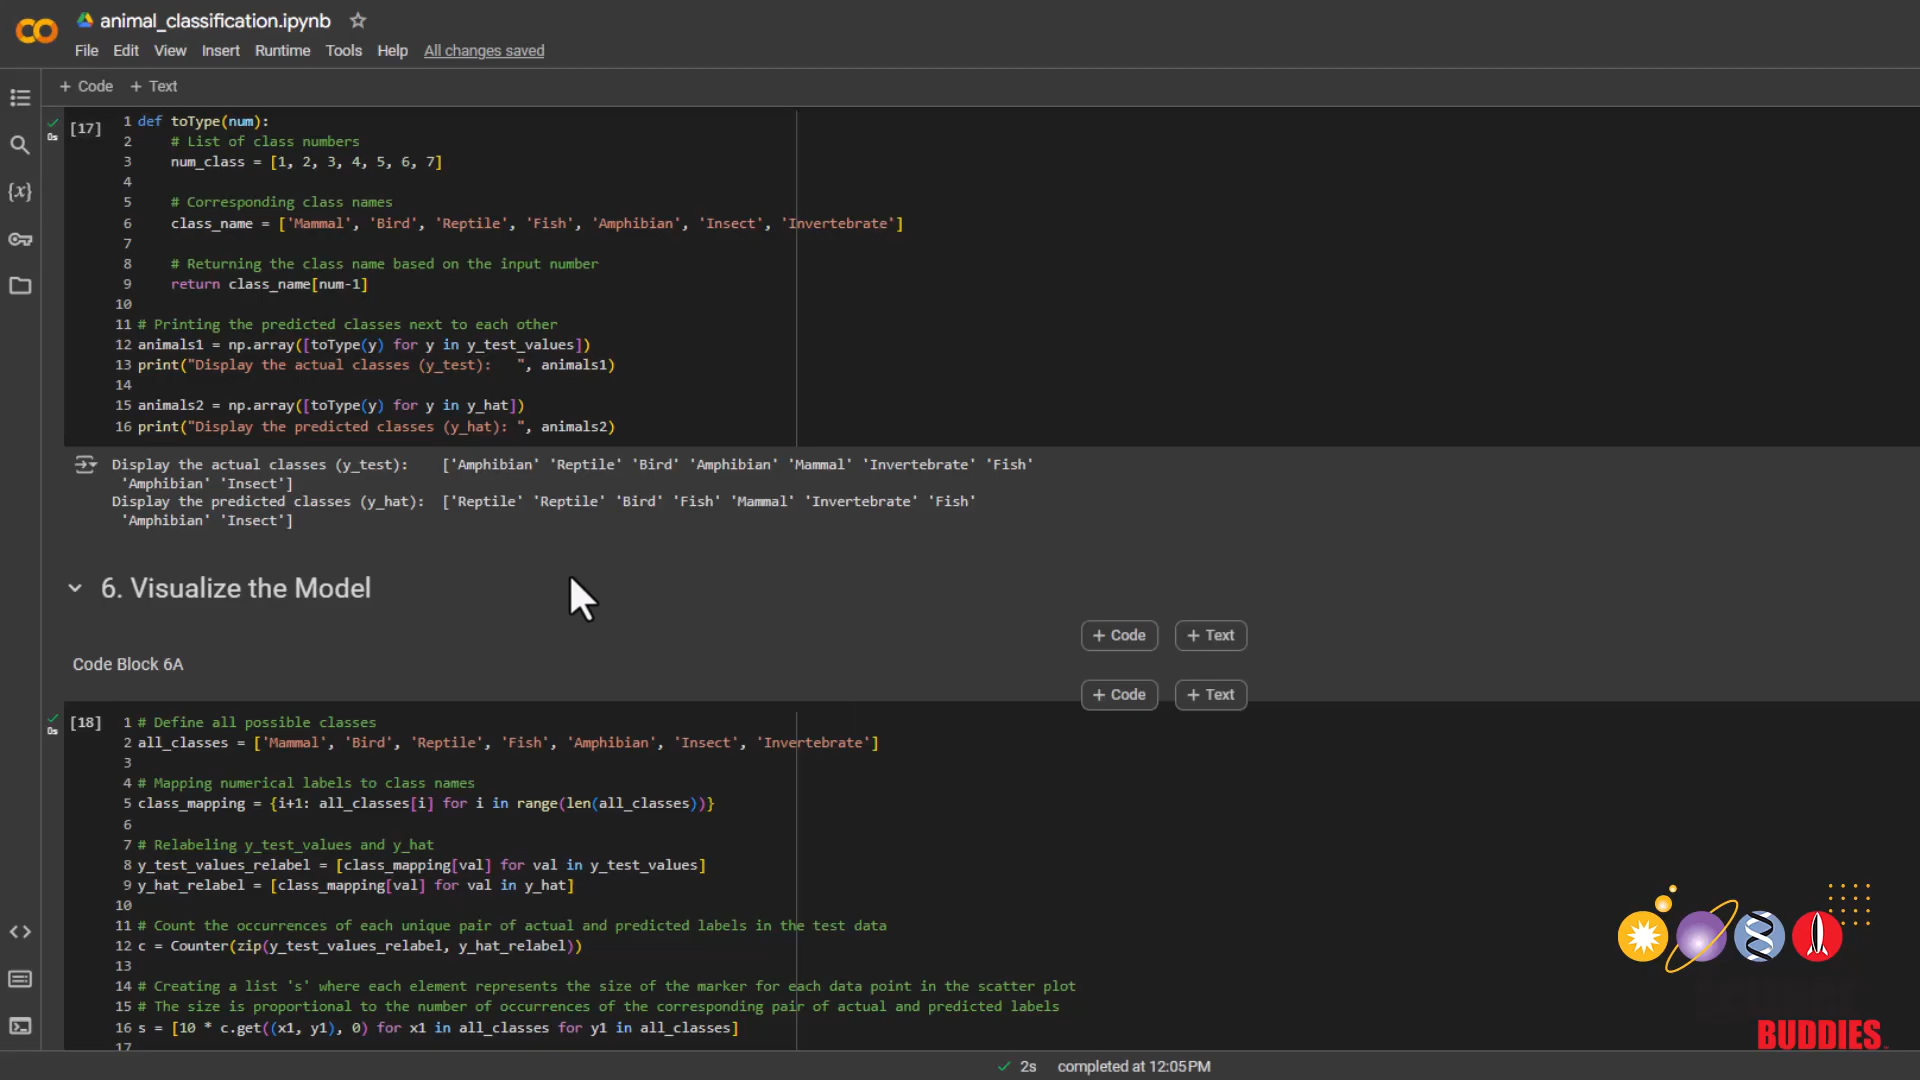 animal_classification.ipynb
File Edit View Insert Runtime Tools Help All changes saved
+ Code + Text
[17]
1 def toType(num):
2 # List of class numbers
3 num_class = [1, 2, 3, 4, 5, 6, 7]
4
5 # Corresponding class names
6 class_name = ['Mammal', 'Bird', 'Reptile', 'Fish', 'Amphibian', 'Insect', 'Invertebrate']
7
8 # Returning the class name based on the input number
9 return class_name[num-1]
10
11 # Printing the predicted classes next to each other
12 animals1 = np.array([toType(y) for y in y_test_values])
13 print("Display the actual classes (y_test):   ", animals1)
14
15 animals2 = np.array([toType(y) for y in y_hat])
16 print("Display the predicted classes (y_hat): ", animals2)
0s
Display the actual classes (y_test):    ['Amphibian' 'Reptile' 'Bird' 'Amphibian' 'Mammal' 'Invertebrate' 'Fish'
'Amphibian' 'Insect']
Display the predicted classes (y_hat):  ['Reptile' 'Reptile' 'Bird' 'Fish' 'Mammal' 'Invertebrate' 'Fish'
'Amphibian' 'Insect']
6. Visualize the Model
+ Code + Text
Code Block 6A
+ Code + Text
[18]
1 # Define all possible classes
2 all_classes = ['Mammal', 'Bird', 'Reptile', 'Fish', 'Amphibian', 'Insect', 'Invertebrate']
3
4 # Mapping numerical labels to class names
5 class_mapping = {i+1: all_classes[i] for i in range(len(all_classes))}
6
7 # Relabeling y_test_values and y_hat
8 y_test_values_relabel = [class_mapping[val] for val in y_test_values]
9 y_hat_relabel = [class_mapping[val] for val in y_hat]
10
11 # Count the occurrences of each unique pair of actual and predicted labels in the test data
12 c = Counter(zip(y_test_values_relabel, y_hat_relabel))
13
14 # Creating a list 's' where each element represents the size of the marker for each data point in the scatter plot
15 # The size is proportional to the number of occurrences of the corresponding pair of actual and predicted labels
16 s = [10 * c.get((x1, y1), 0) for x1 in all_classes for y1 in all_classes]
17
0s
BUDDIES
2s completed at 12:05 PM